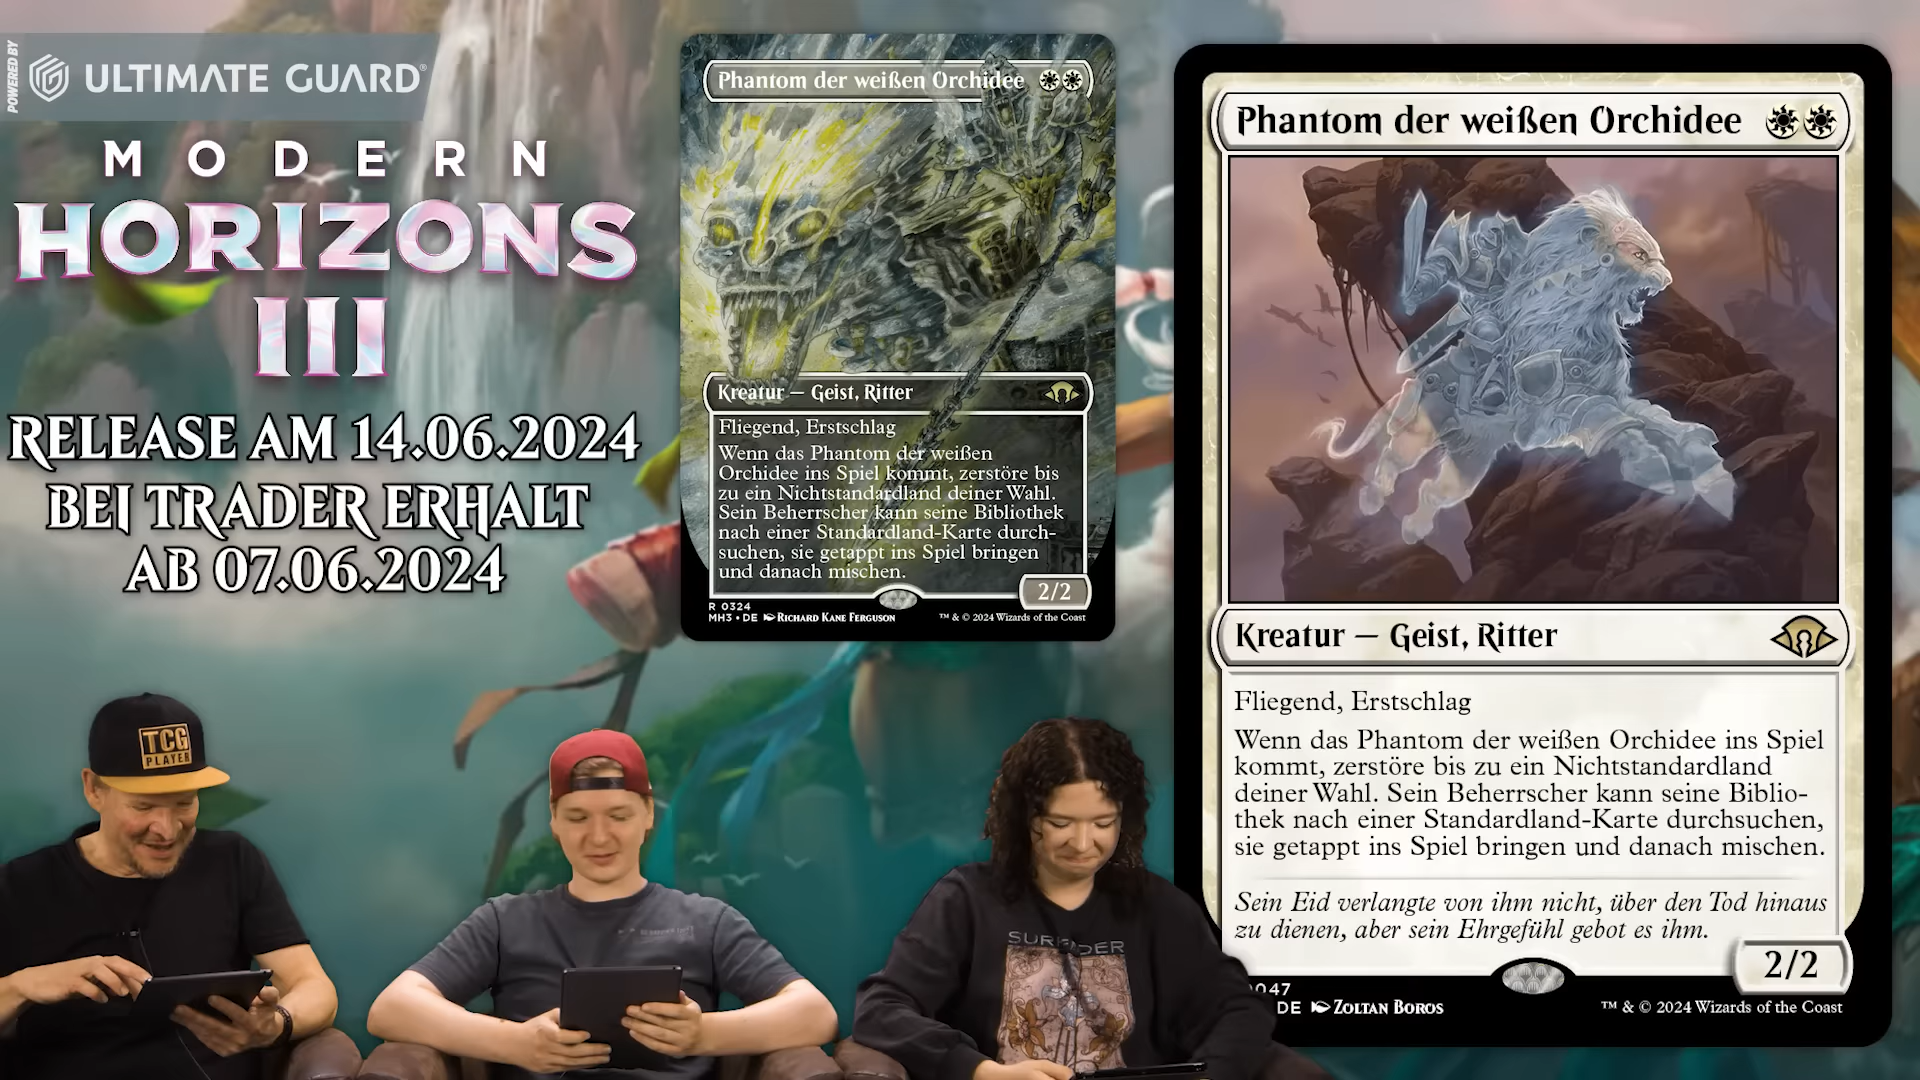 POWERED BY
ULTIMATE GUARD®
MODERN
HORIZONS
III
RELEASE AM 14.06.2024
BEI TRADER ERHALT
AB 07.06.2024
Phantom der weißen Orchidee
Kreatur — Geist, Ritter
Fliegend, Erstschlag
Wenn das Phantom der weißen
Orchidee ins Spiel kommt, zerstöre bis
zu ein Nichtstandardland deiner Wahl.
Sein Beherrscher kann seine Bibliothek
nach einer Standardland-Karte durch-
suchen, sie getappt ins Spiel bringen
und danach mischen.
2/2
R 0324
MH3 • DE RICHARD KANE FERGUSON
™ & © 2024 Wizards of the Coast
Phantom der weißen Orchidee
Kreatur — Geist, Ritter
Fliegend, Erstschlag
Wenn das Phantom der weißen Orchidee ins Spiel
kommt, zerstöre bis zu ein Nichtstandardland
deiner Wahl. Sein Beherrscher kann seine Biblio-
thek nach einer Standardland-Karte durchsuchen,
sie getappt ins Spiel bringen und danach mischen.
Sein Eid verlangte von ihm nicht, über den Tod hinaus
zu dienen, aber sein Ehrgefühl gebot es ihm.
2/2
047
DE ZOLTAN BOROS
™ & © 2024 Wizards of the Coast
TCG
PLAYER